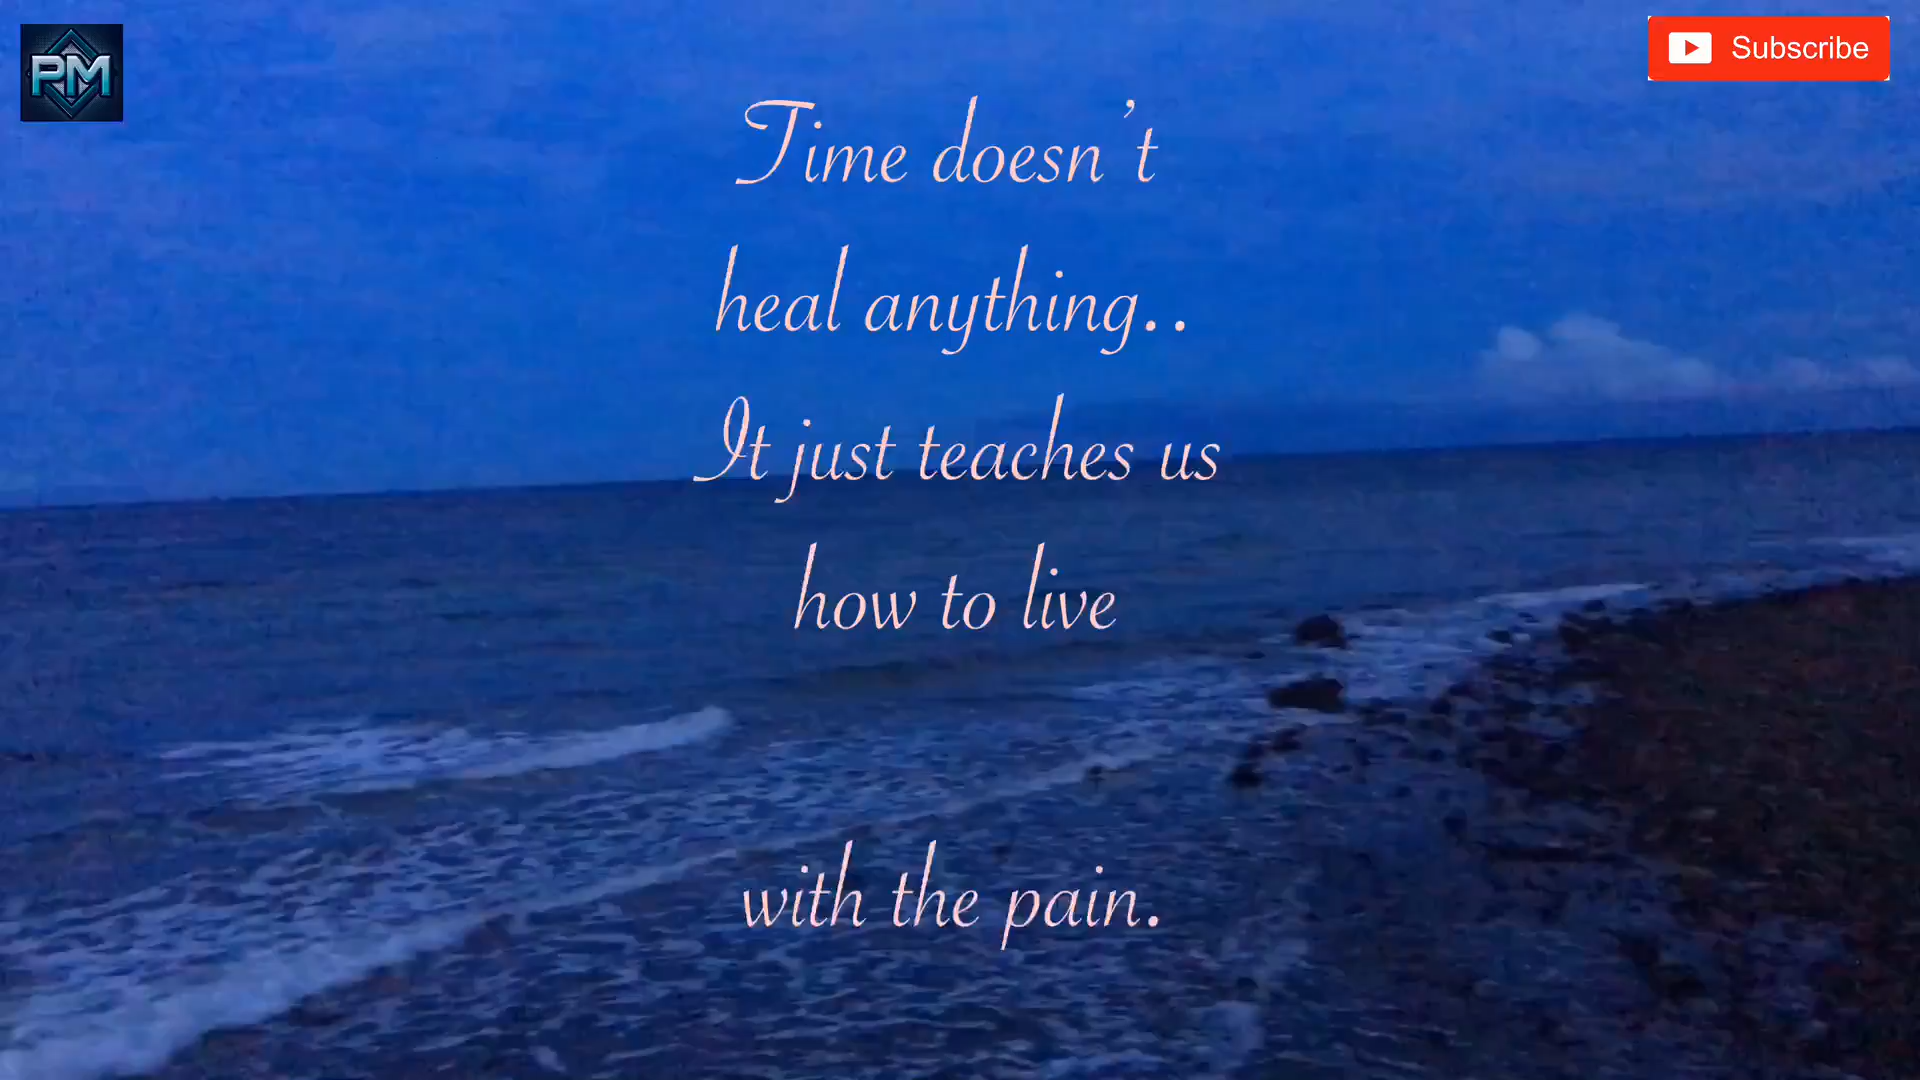 PM
Subscribe
Time doesn't
heal anything..
It just teaches us
how to live
with the pain.